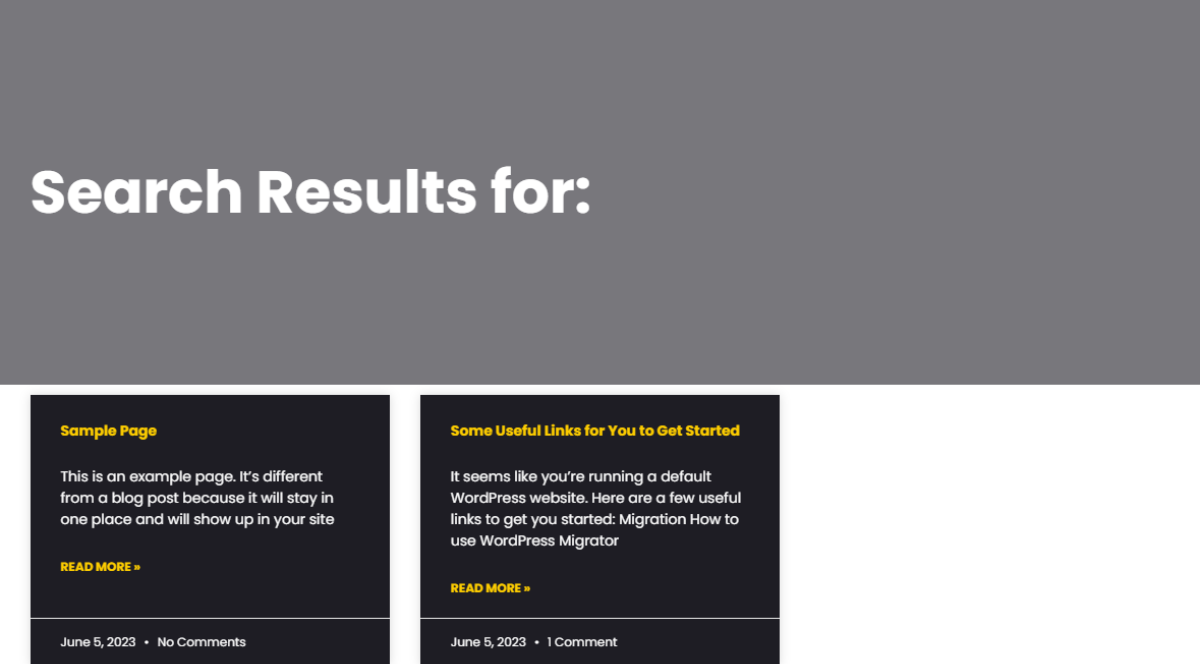 Search Results for:
Sample Page
This is an example page. It’s different
from a blog post because it will stay in
one place and will show up in your site
READ MORE »
June 5, 2023 • No Comments
Some Useful Links for You to Get Started
It seems like you’re running a default
WordPress website. Here are a few useful
links to get you started: Migration How to
use WordPress Migrator
READ MORE »
June 5, 2023 • 1 Comment